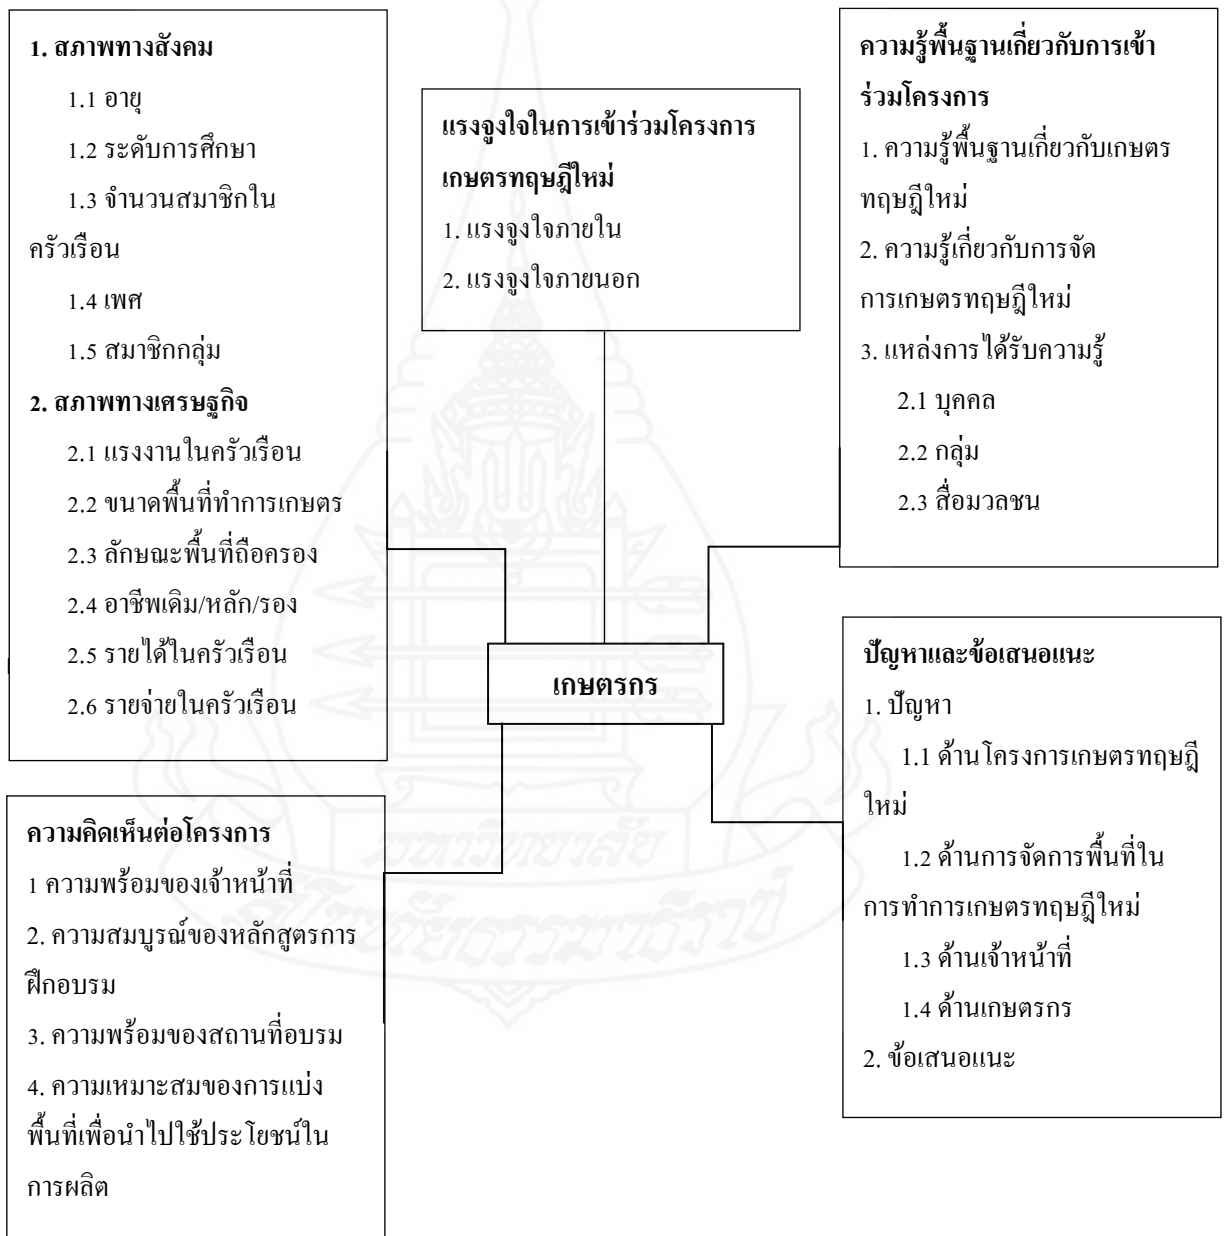 1. สภาพทางสังคม
1.1 อายุ
1.2 ระดับการศึกษา
1.3 จำนวนสมาชิกใน
ครัวเรือน
1.4 เพศ
1.5 สมาชิกกลุ่ม
2. สภาพทางเศรษฐกิจ
2.1 แรงงานในครัวเรือน
2.2 ขนาดพื้นที่ทำการเกษตร
2.3 ลักษณะพื้นที่ถือครอง
2.4 อาชีพเดิม/หลัก/รอง
2.5 รายได้ในครัวเรือน
2.6 รายจ่ายในครัวเรือน
แรงจูงใจในการเข้าร่วมโครงการ
เกษตรทฤษฎีใหม่
1. แรงจูงใจภายใน
2. แรงจูงใจภายนอก
ความรู้พื้นฐานเกี่ยวกับการเข้า
ร่วมโครงการ
1. ความรู้พื้นฐานเกี่ยวกับเกษตร
ทฤษฎีใหม่
2. ความรู้เกี่ยวกับการจัด
การเกษตรทฤษฎีใหม่
3. แหล่งการได้รับความรู้
2.1 บุคคล
2.2 กลุ่ม
2.3 สื่อมวลชน
เกษตรกร
ความคิดเห็นต่อโครงการ
1 ความพร้อมของเจ้าหน้าที่
2. ความสมบูรณ์ของหลักสูตรการ
ฝึกอบรม
3. ความพร้อมของสถานที่อบรม
4. ความเหมาะสมของการแบ่ง
พื้นที่เพื่อนำไปใช้ประโยชน์ใน
การผลิต
ปัญหาและข้อเสนอแนะ
1. ปัญหา
1.1 ด้านโครงการเกษตรทฤษฎี
ใหม่
1.2 ด้านการจัดการพื้นที่ใน
การทำการเกษตรทฤษฎีใหม่
1.3 ด้านเจ้าหน้าที่
1.4 ด้านเกษตรกร
2. ข้อเสนอแนะ
มหาวิทยาลัย
สุโขทัยธรรมาธิราช